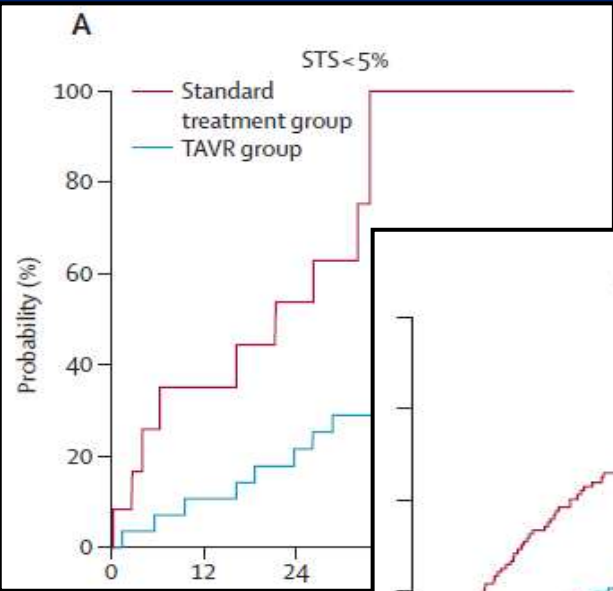 A
STS<5%
100
Standard
treatment group
TAVR group
80
60
40
20
0
Probability (%)
0 12 24